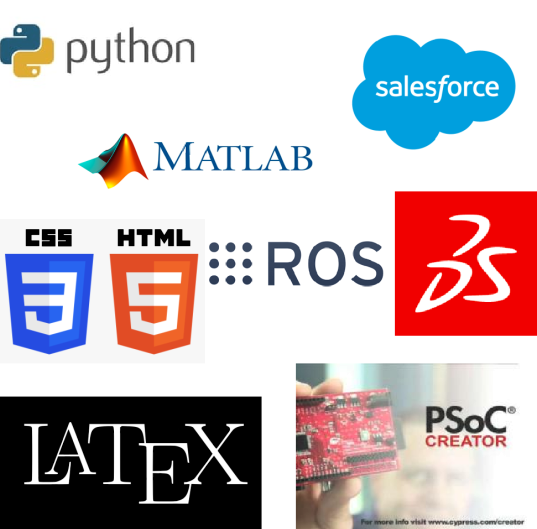 python
salesforce
MATLAB
CSS
HTML
3
5
ROS
3DS
LATEX
PSoC®
CREATOR
For more info visit www.cypress.com/creator